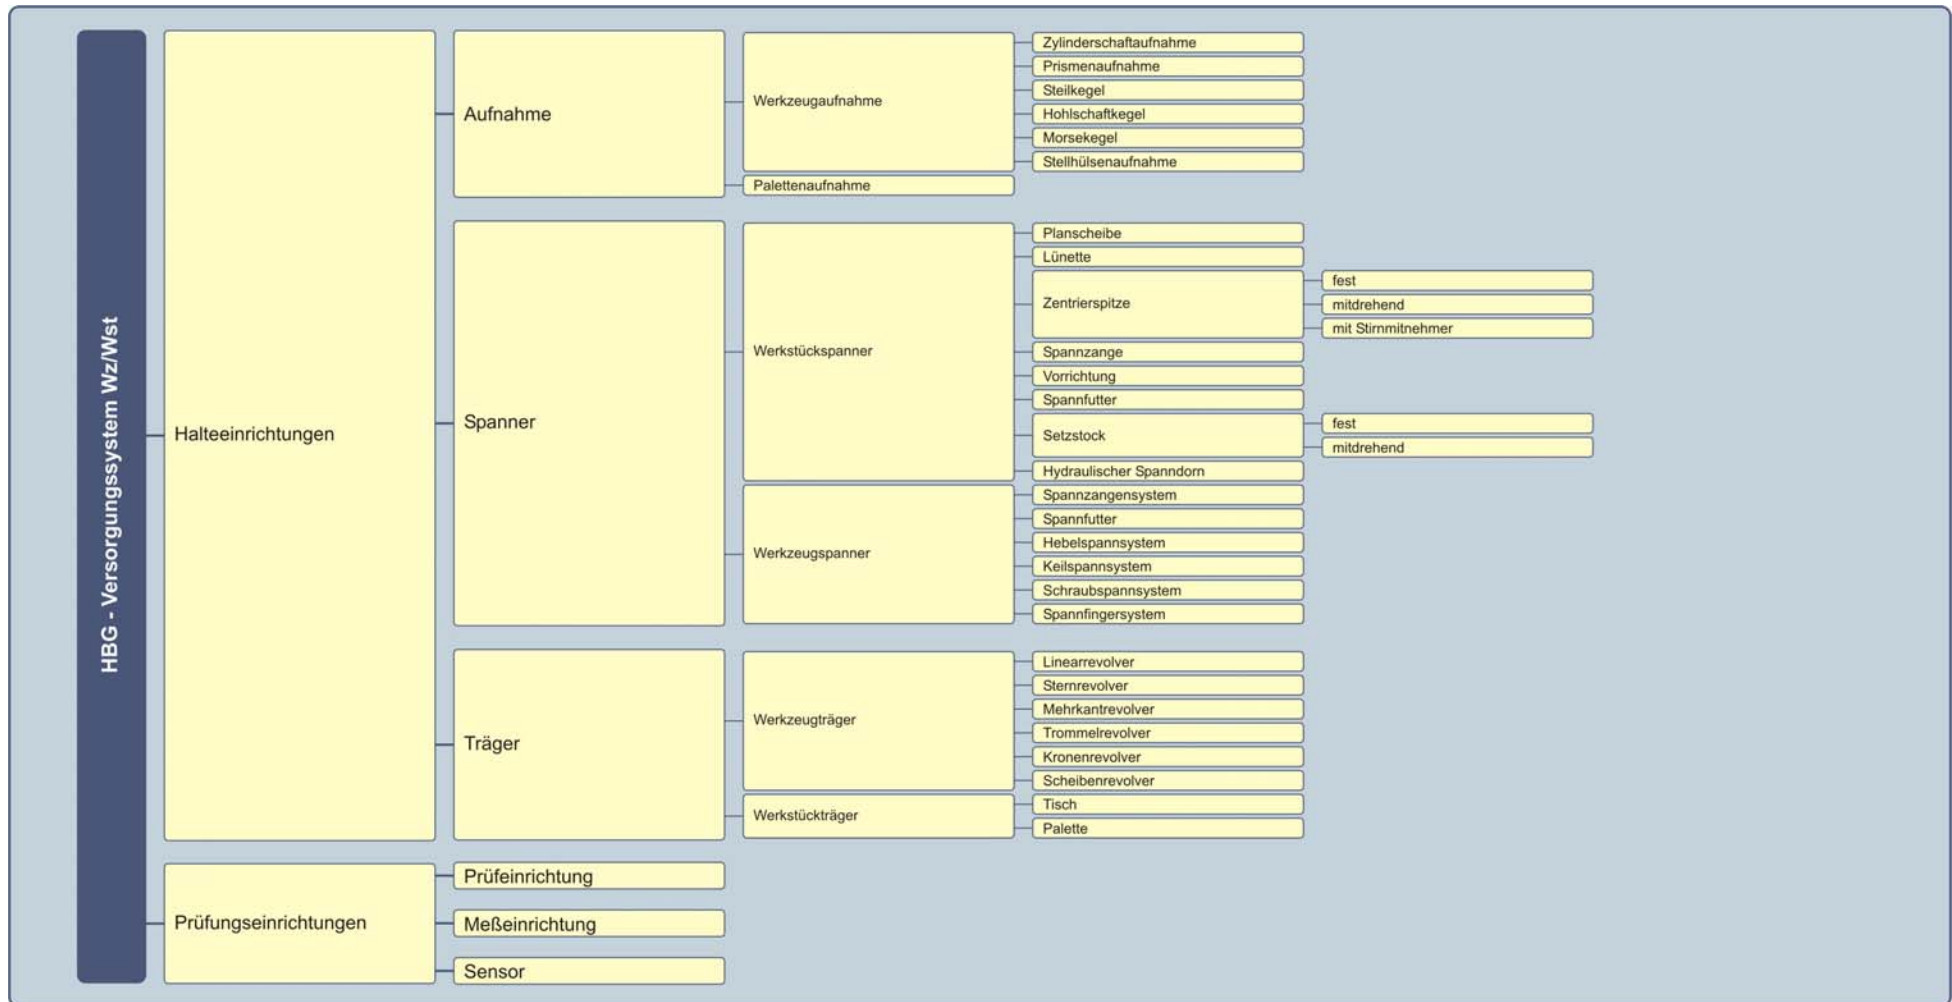 HBG - Versorgungssystem Wz/Wst
Halteeinrichtungen
Aufnahme
Werkzeugaufnahme
Zylinderschaftaufnahme
Prismenaufnahme
Steilkegel
Hohlschaftkegel
Morsekegel
Stellhülsenaufnahme
Palettenaufnahme
Spanner
Werkstückspanner
Planscheibe
Lünette
Zentrierspitze
fest
mitdrehend
mit Stirnmitnehmer
Spannzange
Vorrichtung
Spannfutter
Setzstock
fest
mitdrehend
Hydraulischer Spanndorn
Werkzeugspanner
Spannzangensystem
Spannfutter
Hebelspannsystem
Keilspannsystem
Schraubspannsystem
Spannfingersystem
Träger
Werkzeugträger
Linearrevolver
Sternrevolver
Mehrkantrevolver
Trommelrevolver
Kronenrevolver
Scheibenrevolver
Werkstückträger
Tisch
Palette
Prüfungseinrichtungen
Prüfeinrichtung
Meßeinrichtung
Sensor